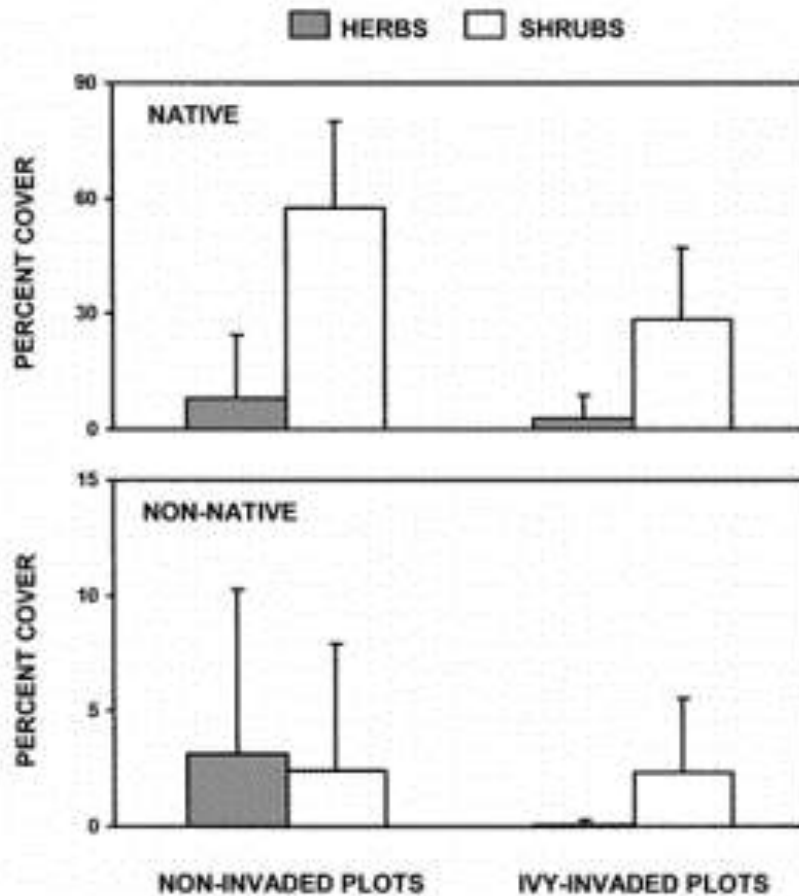 HERBS SHRUBS
90
NATIVE
60
30
0
PERCENT COVER
15
NON-NATIVE
10
5
0
PERCENT COVER
NON-INVADED PLOTS IVY-INVADED PLOTS